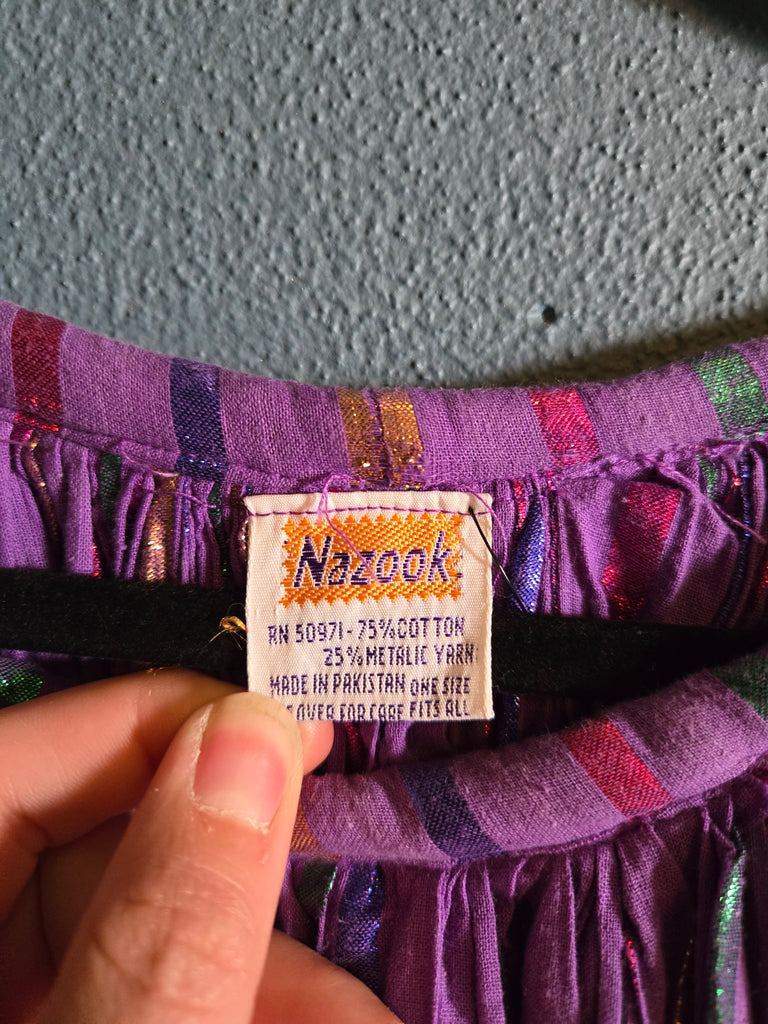 Nazook
RN 50971-75%COTTON
25%METALIC YARN
MADE IN PAKISTAN ONE SIZE
OVER FOR CARE FITS ALL